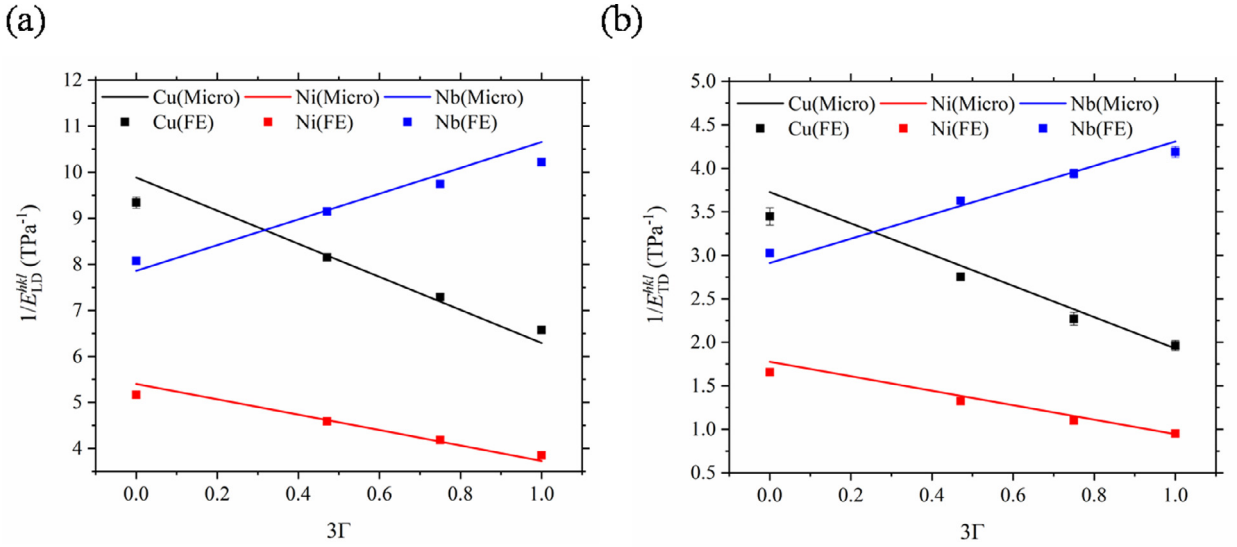 (a)
(b)
Cu(Micro) Ni(Micro) Nb(Micro)
Cu(FE) Ni(FE) Nb(FE)
12
11
10
9
8
7
6
5
4
1/E_LD^hkl (TPa⁻¹)
0.0 0.2 0.4 0.6 0.8 1.0
3Γ
Cu(Micro) Ni(Micro) Nb(Micro)
Cu(FE) Ni(FE) Nb(FE)
5.0
4.5
4.0
3.5
3.0
2.5
2.0
1.5
1.0
0.5
1/E_TD^hkl (TPa⁻¹)
0.0 0.2 0.4 0.6 0.8 1.0
3Γ